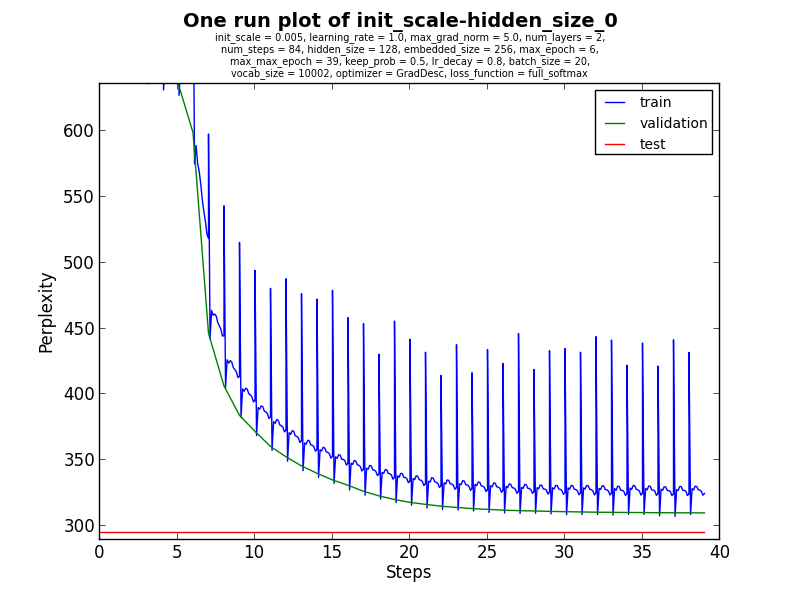 One run plot of init_scale-hidden_size_0
init_scale = 0.005, learning_rate = 1.0, max_grad_norm = 5.0, num_layers = 2,
num_steps = 84, hidden_size = 128, embedded_size = 256, max_epoch = 6,
max_max_epoch = 39, keep_prob = 0.5, lr_decay = 0.8, batch_size = 20,
vocab_size = 10002, optimizer = GradDesc, loss_function = full_softmax
train
validation
test
600
550
500
450
400
350
300
Perplexity
0 5 10 15 20 25 30 35 40
Steps